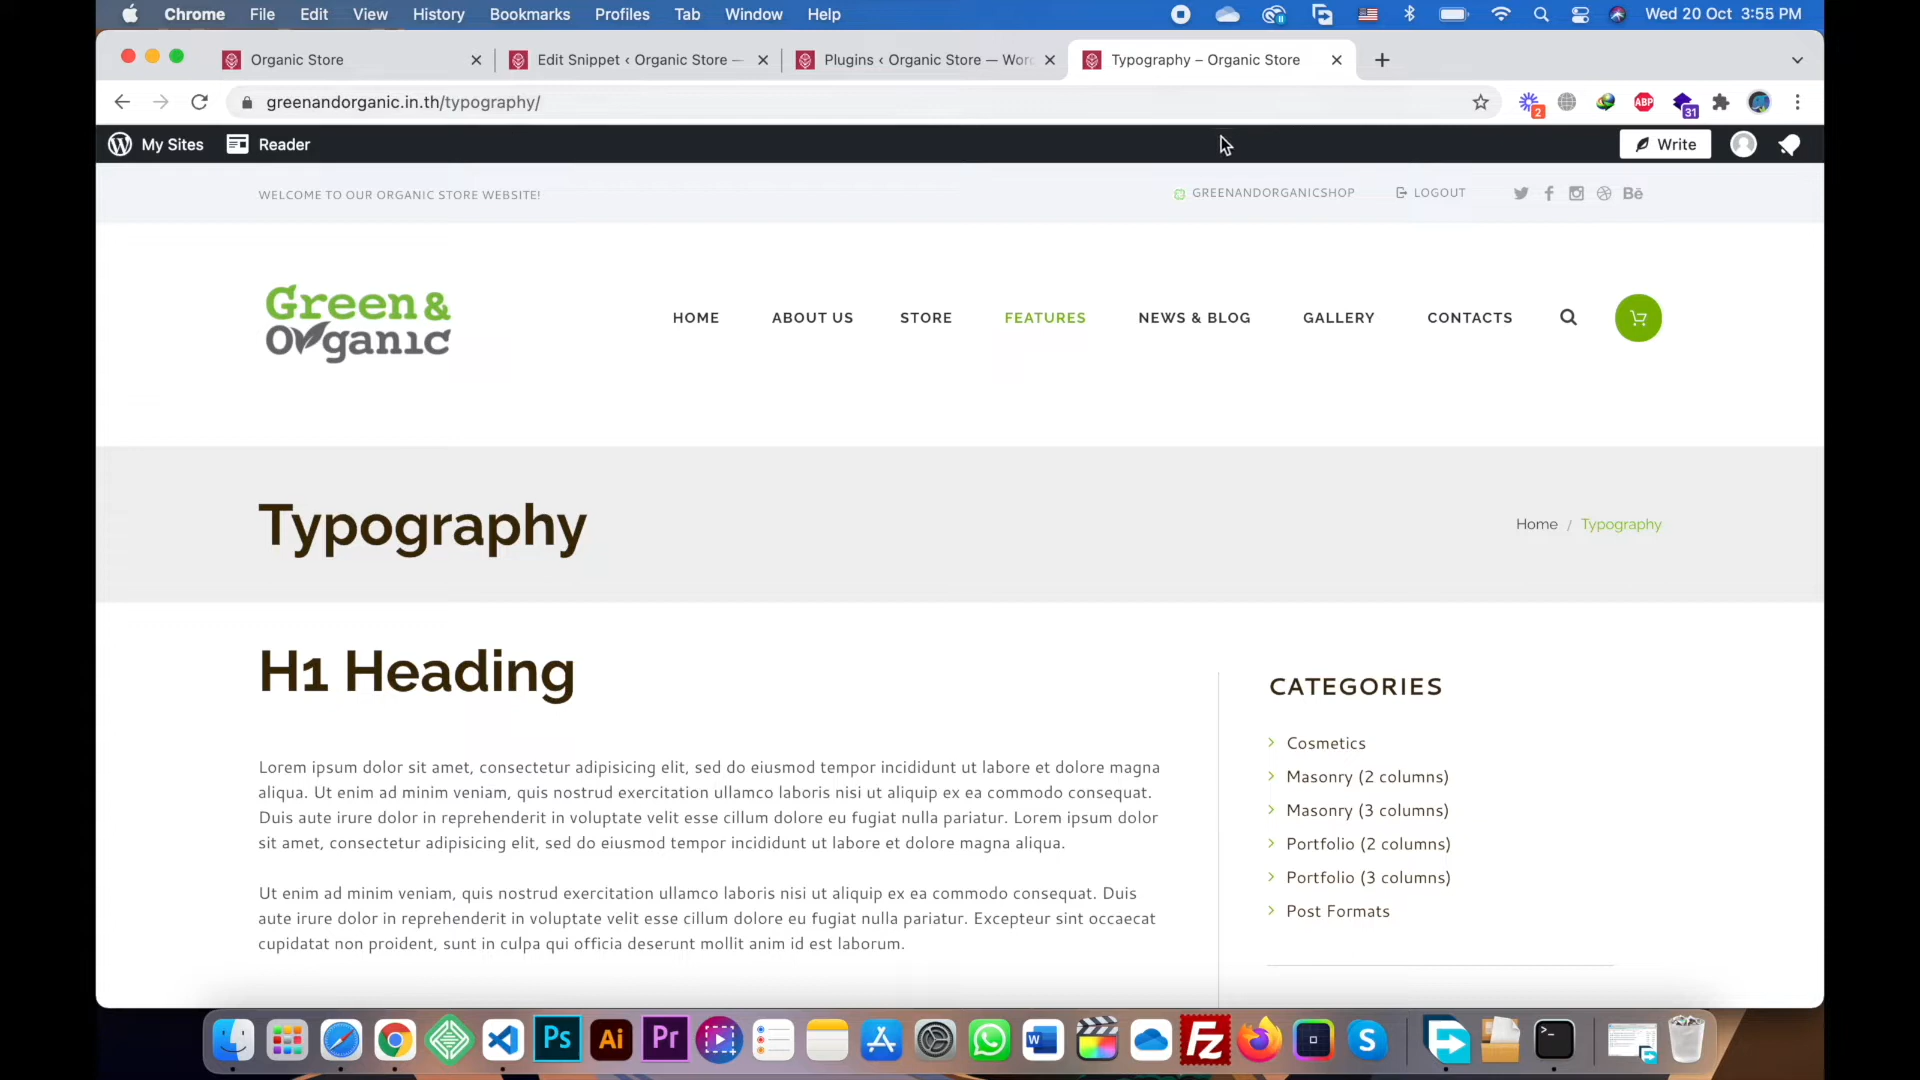 Chrome File Edit View History Bookmarks Profiles Tab Window Help Wed 20 Oct 3:55 PM
Organic Store Edit Snippet ‹ Organic Store — Plugins ‹ Organic Store — Wor Typography – Organic Store
greenandorganic.in.th/typography/ 2 ABP 31
My Sites Reader Write
WELCOME TO OUR ORGANIC STORE WEBSITE! GREENANDORGANICSHOP LOGOUT Bē
Green &
Organic
HOME ABOUT US STORE FEATURES NEWS & BLOG GALLERY CONTACTS
Typography
Home / Typography
H1 Heading
Lorem ipsum dolor sit amet, consectetur adipisicing elit, sed do eiusmod tempor incididunt ut labore et dolore magna
aliqua. Ut enim ad minim veniam, quis nostrud exercitation ullamco laboris nisi ut aliquip ex ea commodo consequat.
Duis aute irure dolor in reprehenderit in voluptate velit esse cillum dolore eu fugiat nulla pariatur. Lorem ipsum dolor
sit amet, consectetur adipisicing elit, sed do eiusmod tempor incididunt ut labore et dolore magna aliqua.
Ut enim ad minim veniam, quis nostrud exercitation ullamco laboris nisi ut aliquip ex ea commodo consequat. Duis
aute irure dolor in reprehenderit in voluptate velit esse cillum dolore eu fugiat nulla pariatur. Excepteur sint occaecat
cupidatat non proident, sunt in culpa qui officia deserunt mollit anim id est laborum.
CATEGORIES
Cosmetics
Masonry (2 columns)
Masonry (3 columns)
Portfolio (2 columns)
Portfolio (3 columns)
Post Formats
Ps Ai Pr W Fz S